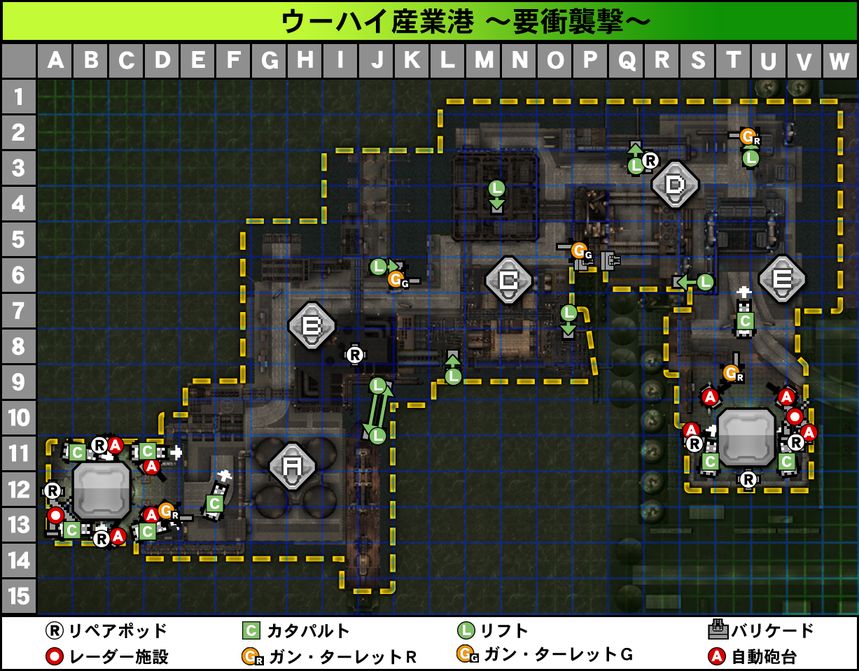 ウーハイ産業港 ～要衝襲撃～
A B C D E F G H I J K L M N O P Q R S T U V W
1
2
G R
L R
3
L
L
D
4
5
G G
L
6
G G
C
L
E
7
B
L
C
8
R
L
9
L
G R
A A
10
R
L
A A
11
C R A C
R R
A
A
C C
12
R
C
R
13
A G R
C R A C
14
15
R リペアポッド C カタパルト L リフト バリケード
レーダー施設 GR ガン・ターレットR GG ガン・ターレットG A 自動砲台